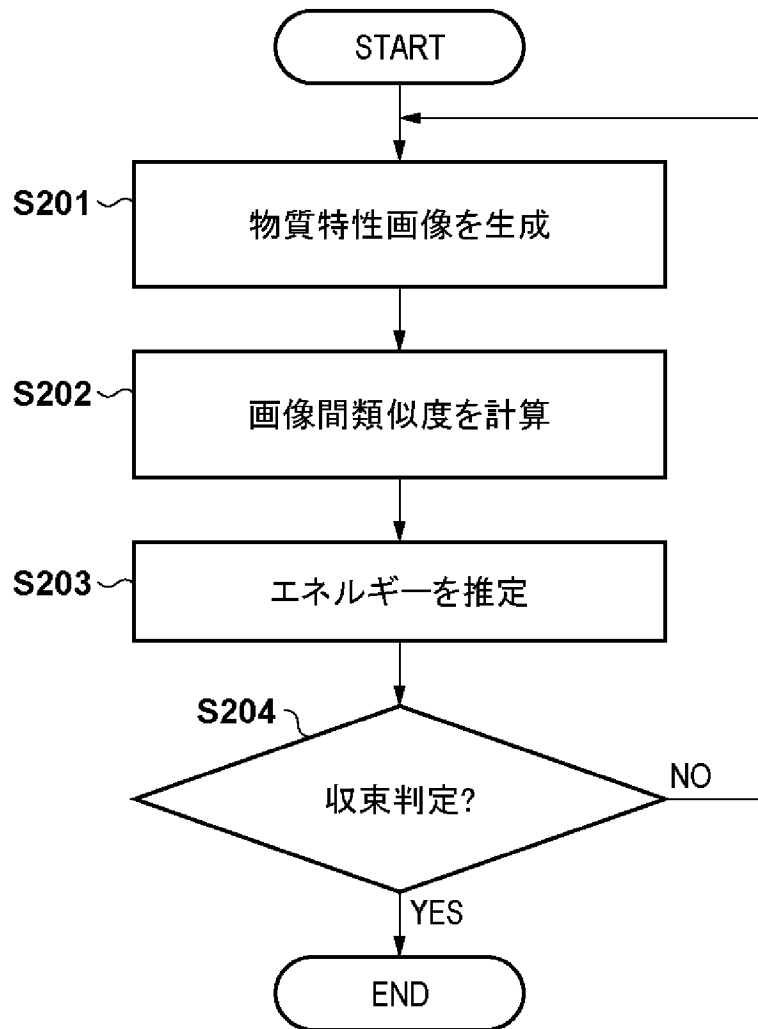 START
S201
物質特性画像を生成
S202
画像間類似度を計算
S203
エネルギーを推定
S204
収束判定?
NO
YES
END